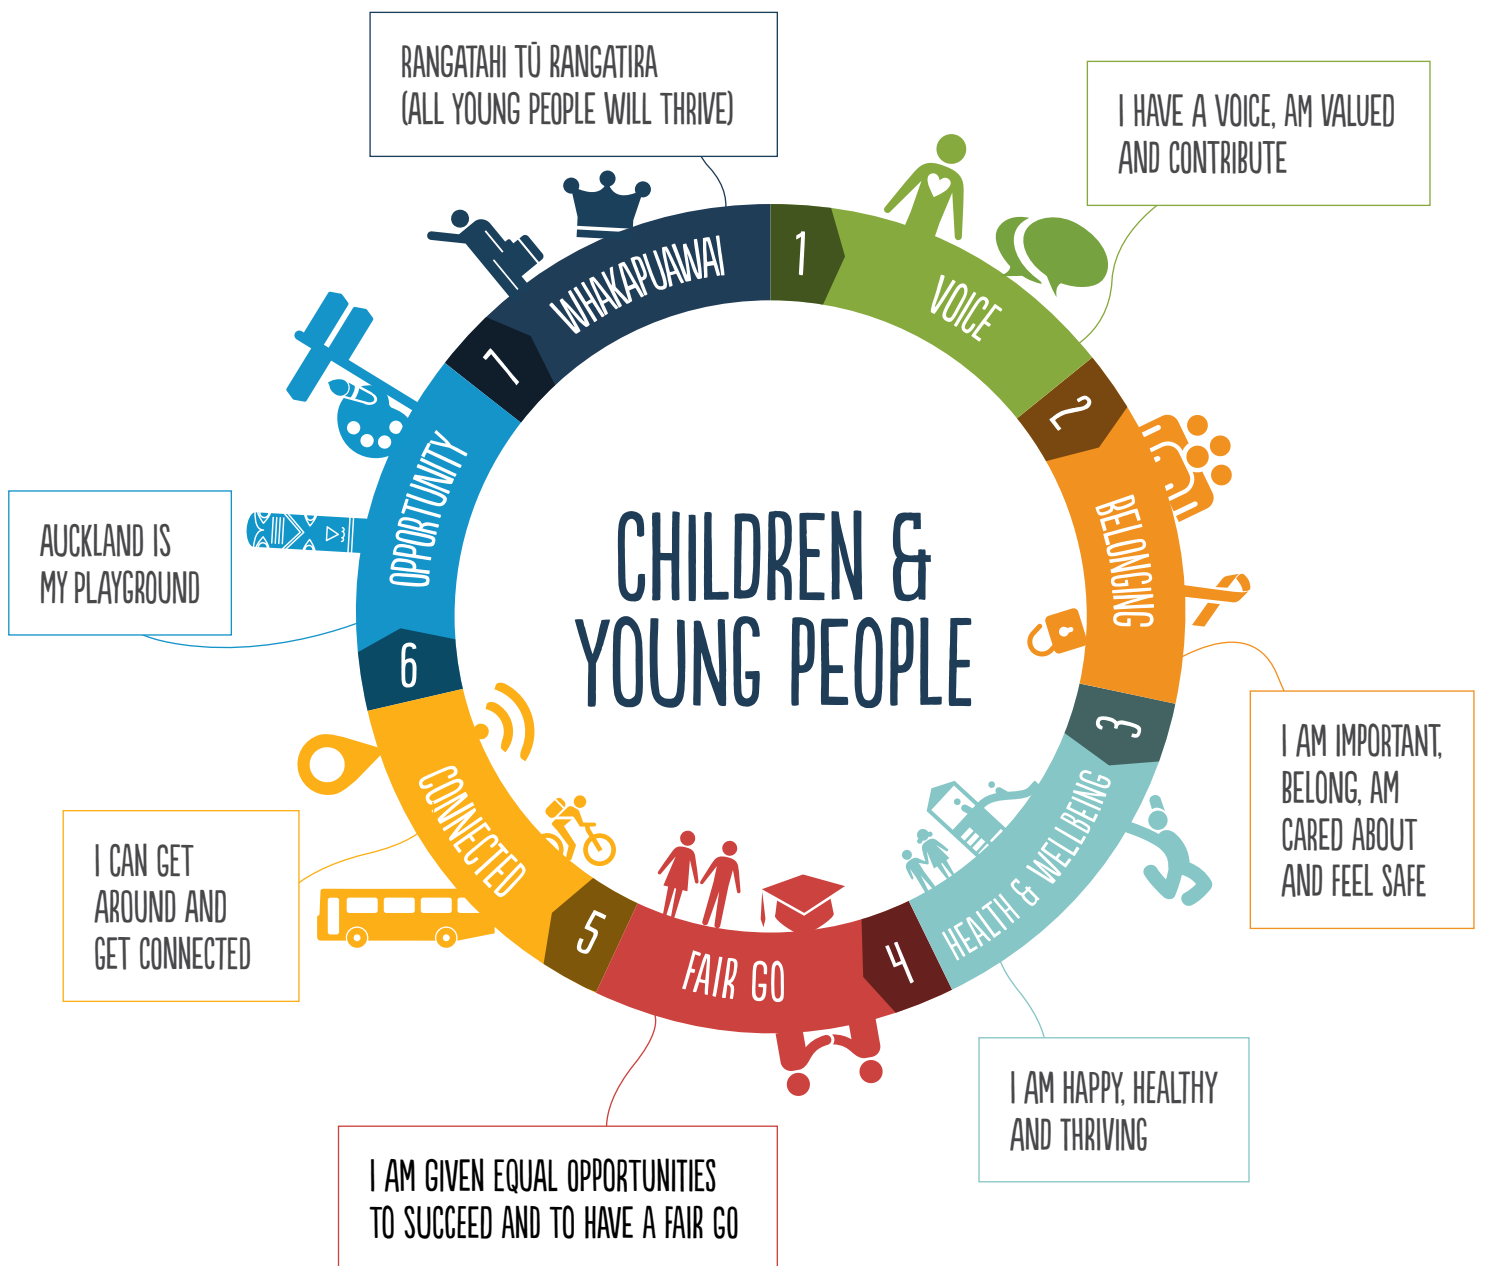 CHILDREN &
YOUNG PEOPLE
1
VOICE
I HAVE A VOICE, AM VALUED
AND CONTRIBUTE
2
BELONGING
I AM IMPORTANT,
BELONG, AM
CARED ABOUT
AND FEEL SAFE
3
HEALTH & WELLBEING
I AM HAPPY, HEALTHY
AND THRIVING
4
FAIR GO
I AM GIVEN EQUAL OPPORTUNITIES
TO SUCCEED AND TO HAVE A FAIR GO
5
CONNECTED
I CAN GET
AROUND AND
GET CONNECTED
6
OPPORTUNITY
AUCKLAND IS
MY PLAYGROUND
7
WHAKAPUAWAI
RANGATAHI TŪ RANGATIRA
(ALL YOUNG PEOPLE WILL THRIVE)